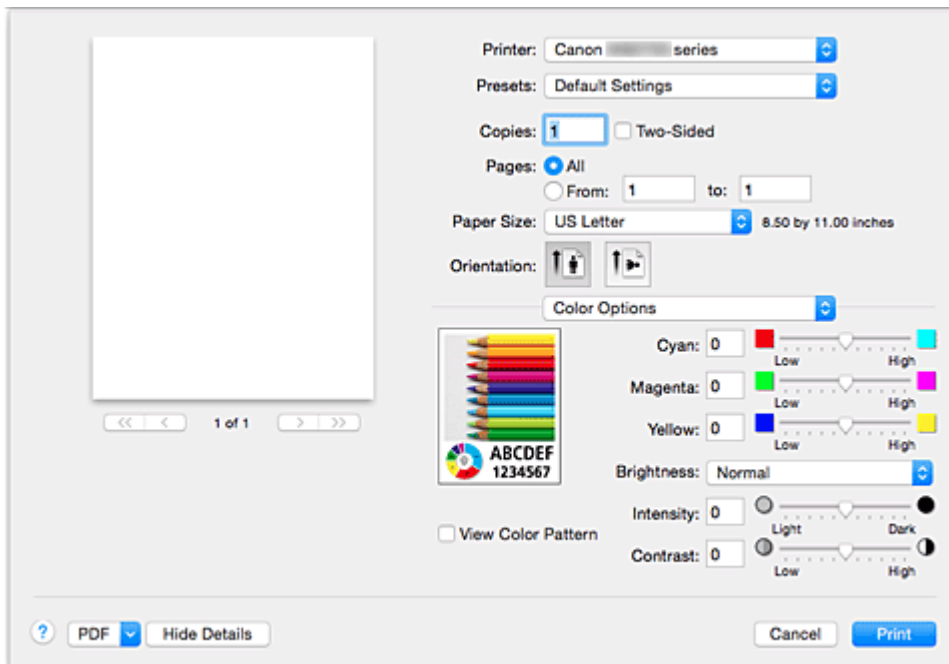 Printer: Canon series
Presets: Default Settings
Copies: 1 Two-Sided
Pages: All
From: 1 to: 1
Paper Size: US Letter 8.50 by 11.00 inches
Orientation:
Color Options
Cyan: 0
Low High
Magenta: 0
Low High
Yellow: 0
Low High
ABCDEF
1234567
Brightness: Normal
Intensity: 0
Light Dark
View Color Pattern
Contrast: 0
Low High
1 of 1
? PDF Hide Details Cancel Print